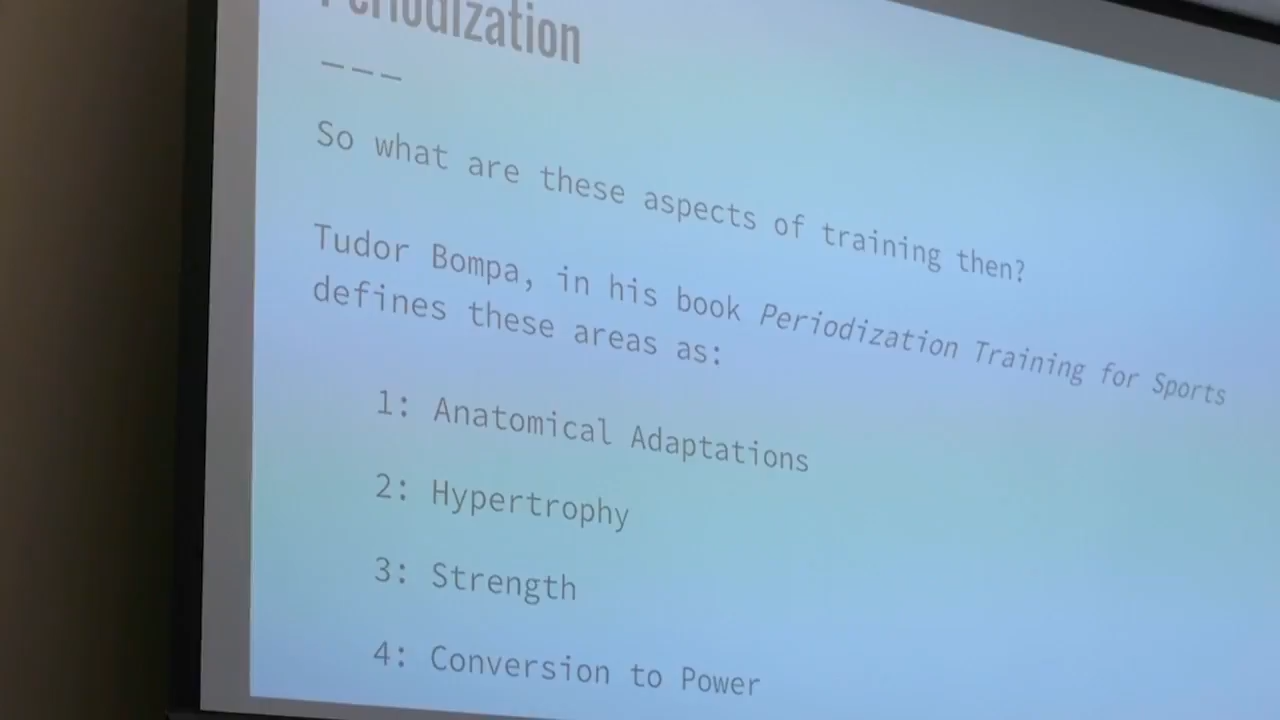 Periodization
---
So what are these aspects of training then?
Tudor Bompa, in his book Periodization Training for Sports
defines these areas as:
1: Anatomical Adaptations
2: Hypertrophy
3: Strength
4: Conversion to Power